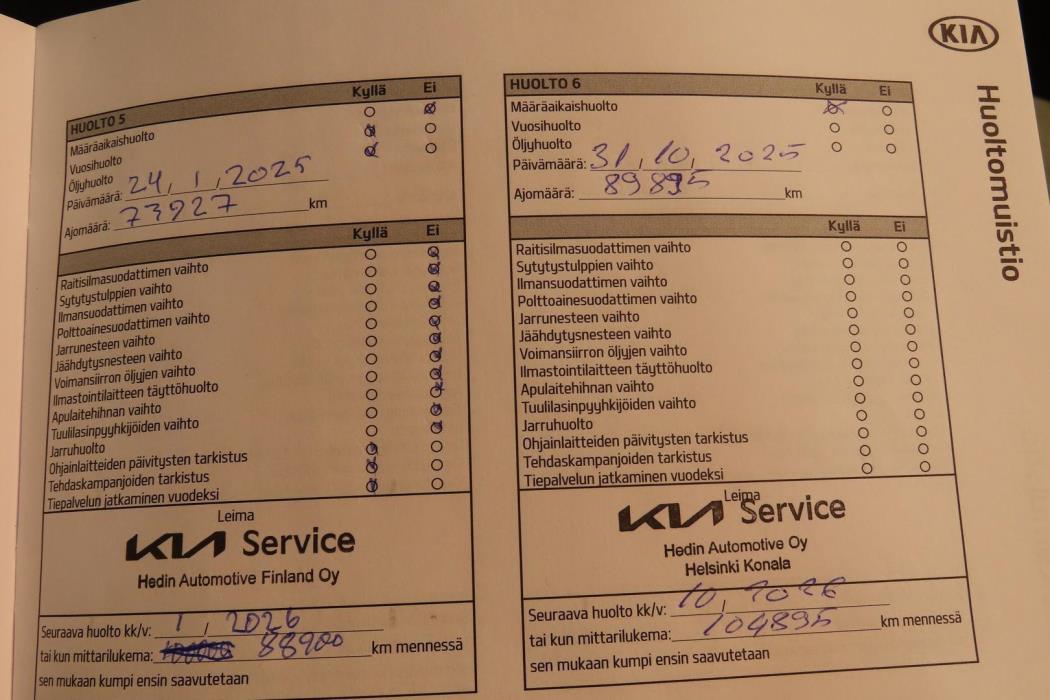 KIA
Huoltomuistio
HUOLTO 5 Kyllä Ei
Määräaikaishuolto
Vuosihuolto
Öljyhuolto
Päivämäärä: 24, 1, 2025
Ajomäärä: 73927 km
Kyllä Ei
Raitisilmasuodattimen vaihto
Sytytystulppien vaihto
Ilmansuodattimen vaihto
Polttoainesuodattimen vaihto
Jarrunesteen vaihto
Jäähdytysnesteen vaihto
Voimansiirron öljyjen vaihto
Ilmastointilaitteen täyttöhuolto
Apulaitehihnan vaihto
Tuulilasinpyyhkijöiden vaihto
Jarruhuolto
Ohjainlaitteiden päivitysten tarkistus
Tehdaskampanjoiden tarkistus
Tiepalvelun jatkaminen vuodeksi
Leima
KIA Service
Hedin Automotive Finland Oy
Seuraava huolto kk/v: 1 / 2026
tai kun mittarilukema: 88900 km mennessä
sen mukaan kumpi ensin saavutetaan
HUOLTO 6 Kyllä Ei
Määräaikaishuolto
Vuosihuolto
Öljyhuolto
Päivämäärä: 31, 10, 2025
Ajomäärä: 89895 km
Kyllä Ei
Raitisilmasuodattimen vaihto
Sytytystulppien vaihto
Ilmansuodattimen vaihto
Polttoainesuodattimen vaihto
Jarrunesteen vaihto
Jäähdytysnesteen vaihto
Voimansiirron öljyjen vaihto
Ilmastointilaitteen täyttöhuolto
Apulaitehihnan vaihto
Tuulilasinpyyhkijöiden vaihto
Jarruhuolto
Ohjainlaitteiden päivitysten tarkistus
Tehdaskampanjoiden tarkistus
Tiepalvelun jatkaminen vuodeksi
Leima
KIA Service
Hedin Automotive Oy
Helsinki Konala
Seuraava huolto kk/v: 10 / 2026
tai kun mittarilukema: 104895 km mennessä
sen mukaan kumpi ensin saavutetaan